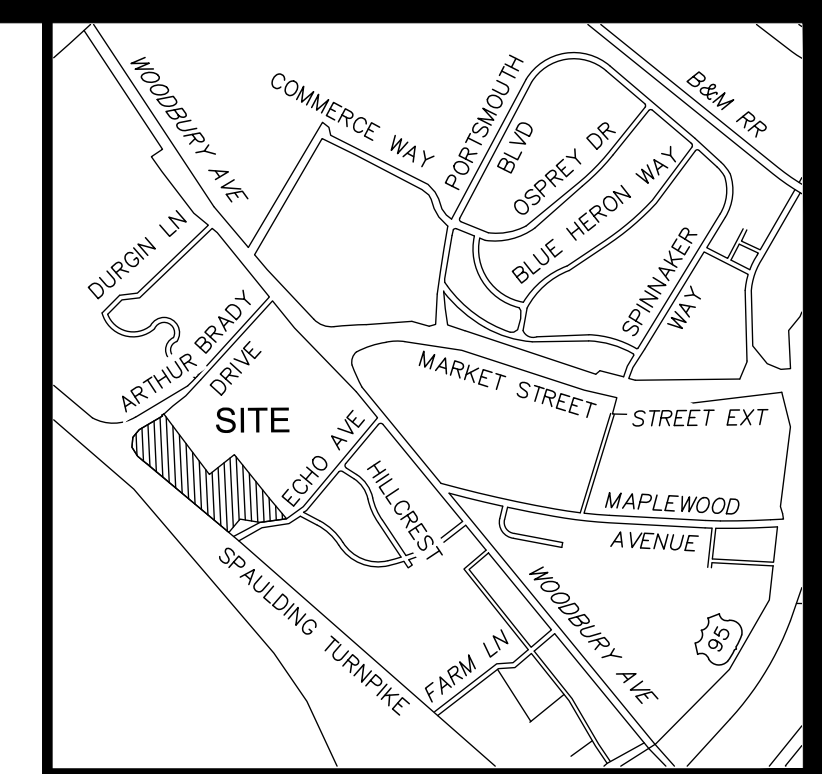 WOODBURY AVE
COMMERCE WAY
PORTSMOUTH
BLVD
B&M RR
OSPREY DR
BLUE HERON WAY
DURGIN LN
SPINNAKER
WAY
ARTHUR BRADY
DRIVE
MARKET STREET
STREET EXT
SITE
ECHO AVE
HILLCREST
MAPLEWOOD
AVENUE
SPAULDING TURNPIKE
WOODBURY AVE
FARM LN
95